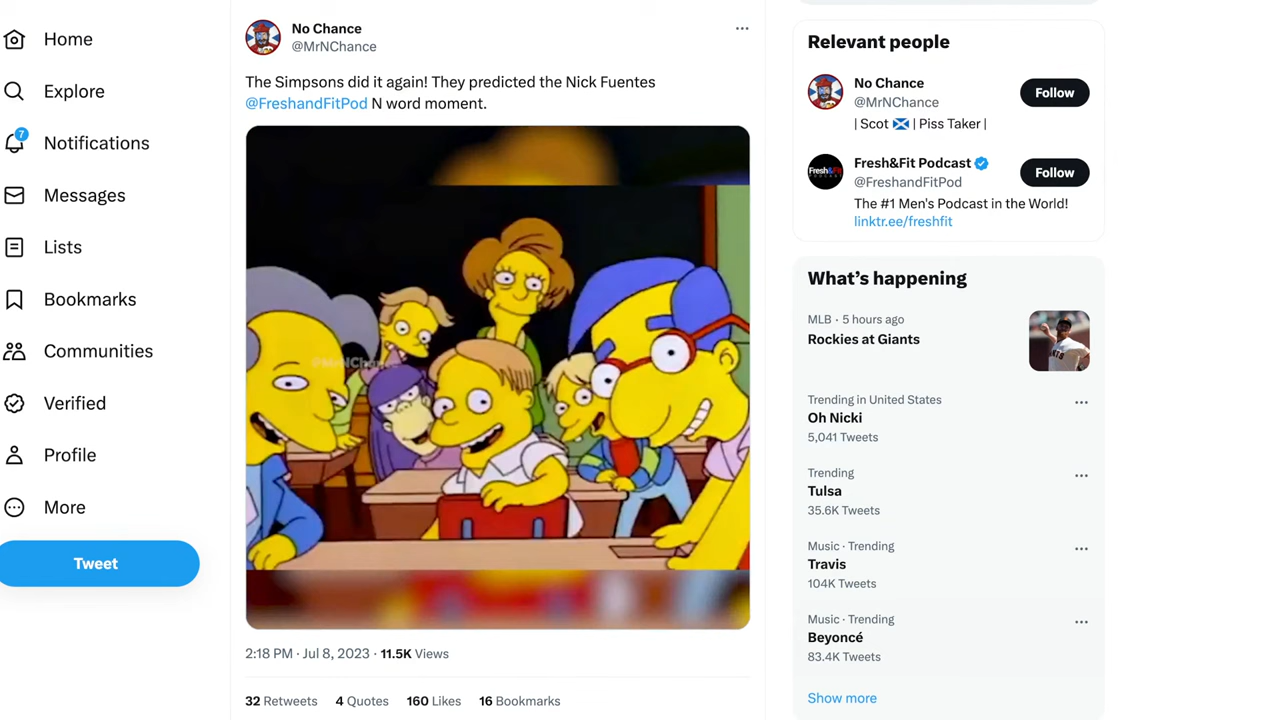 Home
Explore
7
Notifications
Messages
Lists
Bookmarks
Communities
Verified
Profile
More
Tweet
No Chance
@MrNChance
The Simpsons did it again! They predicted the Nick Fuentes
@FreshandFitPod N word moment.
@MrNChance
2:18 PM · Jul 8, 2023 · 11.5K Views
32 Retweets 4 Quotes 160 Likes 16 Bookmarks
Relevant people
No Chance
@MrNChance
Follow
| Scot 🏴󠁧󠁢󠁳󠁣󠁴󠁿 | Piss Taker |
Fresh&Fit Podcast
@FreshandFitPod
Follow
The #1 Men's Podcast in the World!
linktr.ee/freshfit
Fresh&Fit
What's happening
MLB · 5 hours ago
Rockies at Giants
Trending in United States
Oh Nicki
5,041 Tweets
Trending
Tulsa
35.6K Tweets
Music · Trending
Travis
104K Tweets
Music · Trending
Beyoncé
83.4K Tweets
Show more